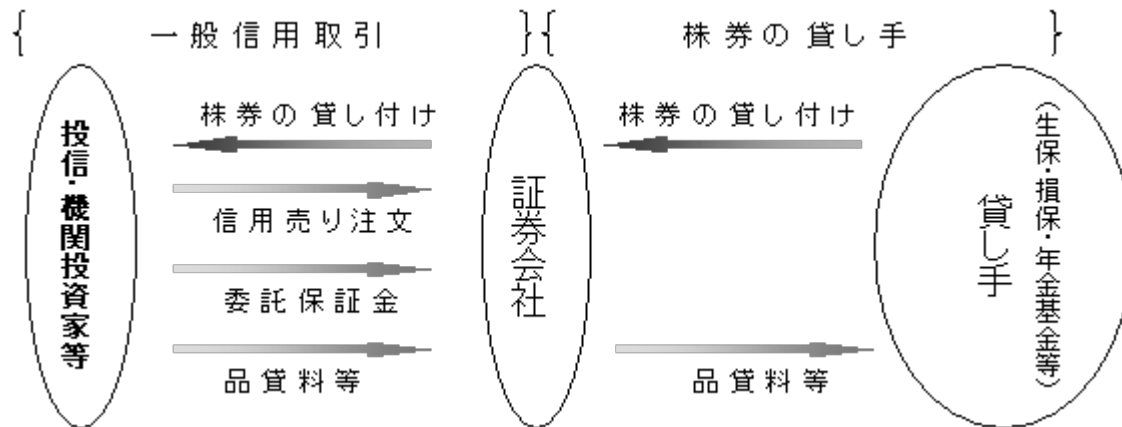 一般信用取引
株券の貸し手
投信・機関投資家等
株券の貸し付け
信用売り注文
委託保証金
品貸料等
証券会社
株券の貸し付け
品貸料等
貸し手
（生保・損保・年金基金等）